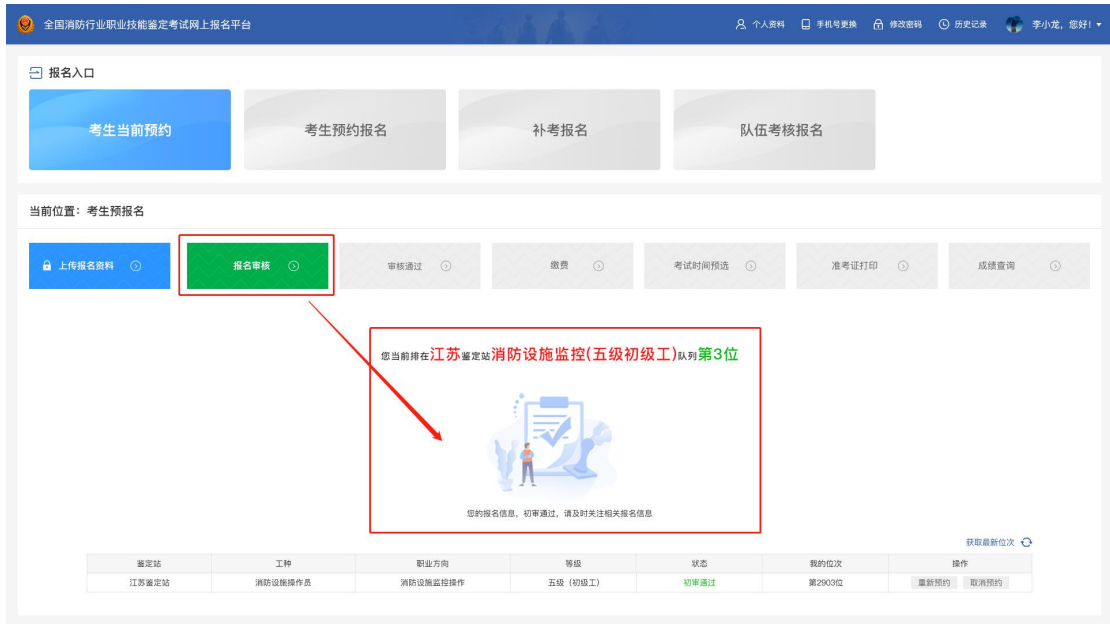 全国消防行业职业技能鉴定考试网上报名平台 个人资料 手机号更换 修改密码 历史记录 李小龙，您好！
报名入口
考生当前预约 考生预约报名 补考报名 队伍考核报名
当前位置：考生预报名
上传报名资料 报名审核 审核通过 缴费 考试时间预选 准考证打印 成绩查询
您当前排在江苏鉴定站消防设施监控(五级初级工)队列第3位
您的报名信息，初审通过，请及时关注相关报名信息
获取最新位次
鉴定站 工种 职业方向 等级 状态 我的位次 操作
江苏鉴定站 消防设施操作员 消防设施监控操作 五级（初级工） 初审通过 第2903位 重新预约 取消预约